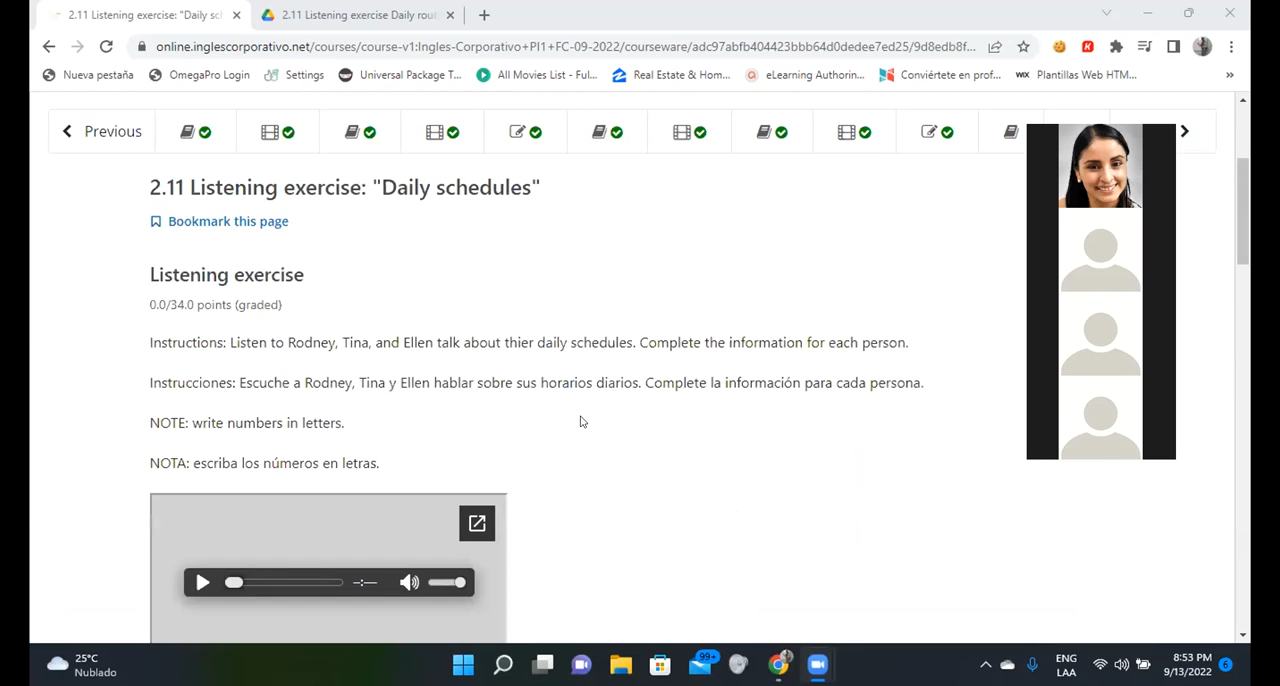 2.11 Listening exercise: "Daily sc
2.11 Listening exercise Daily rout
online.inglescorporativo.net/courses/course-v1:Ingles-Corporativo+PI1+FC-09-2022/courseware/adc97abfb404423bbb64d0dedee7ed25/9d8edb8f...
Nueva pestaña OmegaPro Login Settings Universal Package T... All Movies List - Ful... Real Estate & Hom... eLearning Authorin... Conviértete en prof... WIX Plantillas Web HTM... »
Previous
2.11 Listening exercise: "Daily schedules"
Bookmark this page
Listening exercise
0.0/34.0 points (graded)
Instructions: Listen to Rodney, Tina, and Ellen talk about thier daily schedules. Complete the information for each person.
Instrucciones: Escuche a Rodney, Tina y Ellen hablar sobre sus horarios diarios. Complete la información para cada persona.
NOTE: write numbers in letters.
NOTA: escriba los números en letras.
-:--
25°C
Nublado
99+
ENG
LAA
8:53 PM
9/13/2022
6